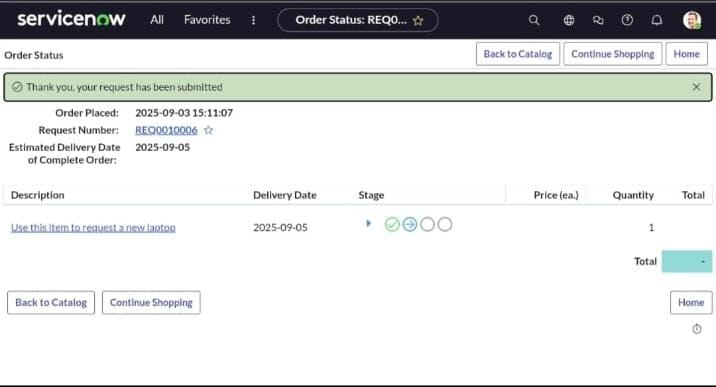 servicenow All Favorites Order Status: REQ0...
Order Status Back to Catalog Continue Shopping Home
Thank you, your request has been submitted
Order Placed: 2025-09-03 15:11:07
Request Number: REQ0010006
Estimated Delivery Date 2025-09-05
of Complete Order:
Description Delivery Date Stage Price (ea.) Quantity Total
Use this item to request a new laptop 2025-09-05 1
Total -
Back to Catalog Continue Shopping Home